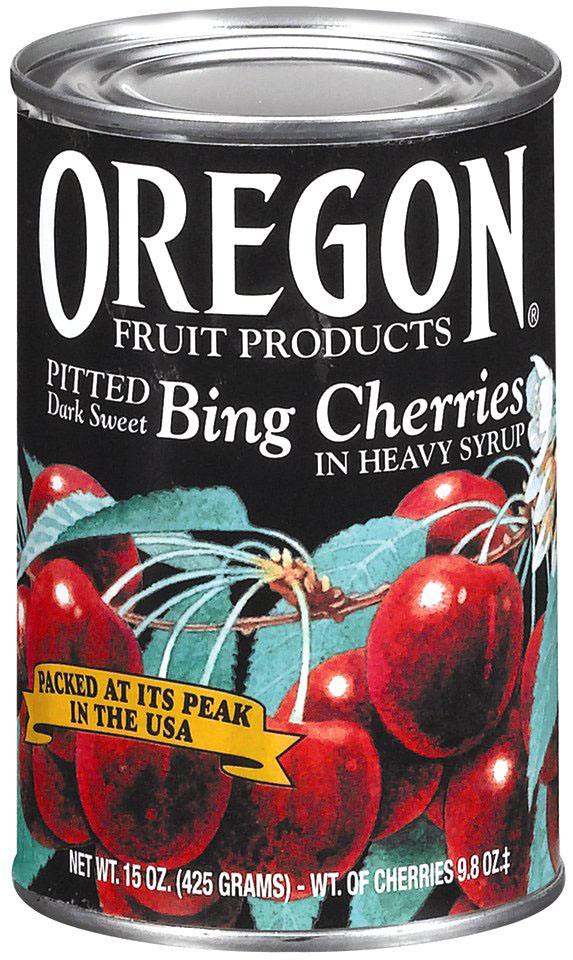 OREGON®
FRUIT PRODUCTS
PITTED
Dark Sweet
Bing Cherries
IN HEAVY SYRUP
PACKED AT ITS PEAK
IN THE USA
NET WT. 15 OZ. (425 GRAMS) - WT. OF CHERRIES 9.8 OZ.‡